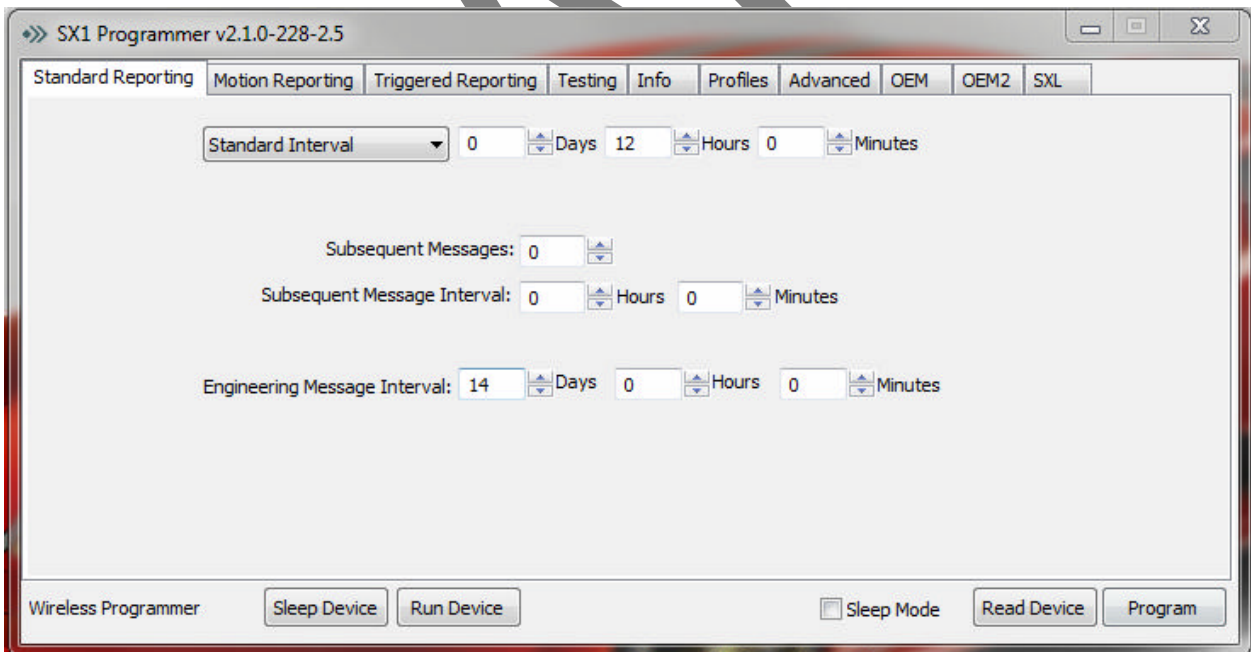 SX1 Programmer v2.1.0-228-2.5
Standard Reporting Motion Reporting Triggered Reporting Testing Info Profiles Advanced OEM OEM2 SXL
Standard Interval 0 Days 12 Hours 0 Minutes
Subsequent Messages: 0
Subsequent Message Interval: 0 Hours 0 Minutes
Engineering Message Interval: 14 Days 0 Hours 0 Minutes
Wireless Programmer Sleep Device Run Device Sleep Mode Read Device Program